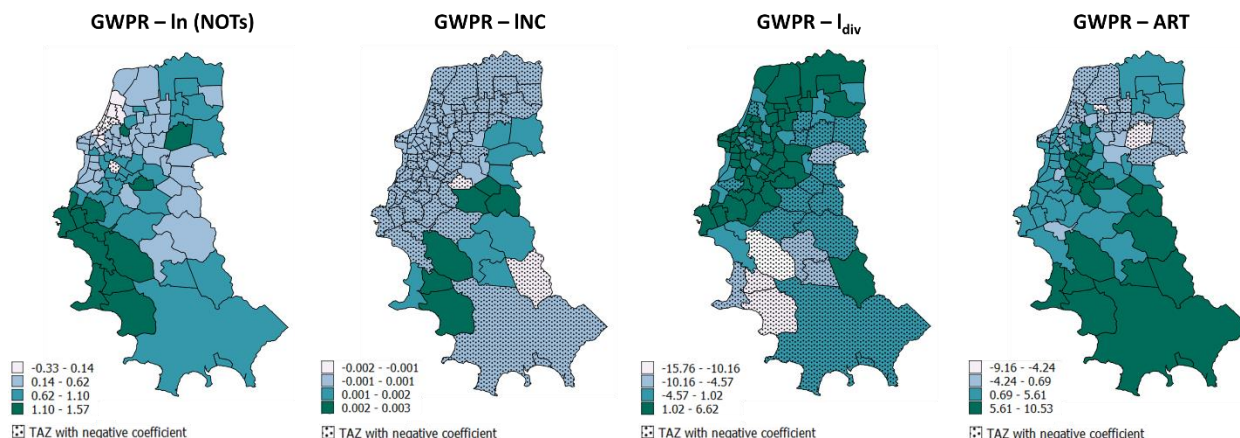 GWPR – ln (NOTs)
-0.33 - 0.14
0.14 - 0.62
0.62 - 1.10
1.10 - 1.57
TAZ with negative coefficient
GWPR – INC
-0.002 - -0.001
-0.001 - 0.001
0.001 - 0.002
0.002 - 0.003
TAZ with negative coefficient
GWPR – Idiv
-15.76 - -10.16
-10.16 - -4.57
-4.57 - 1.02
1.02 - 6.62
TAZ with negative coefficient
GWPR – ART
-9.16 - -4.24
-4.24 - 0.69
0.69 - 5.61
5.61 - 10.53
TAZ with negative coefficient